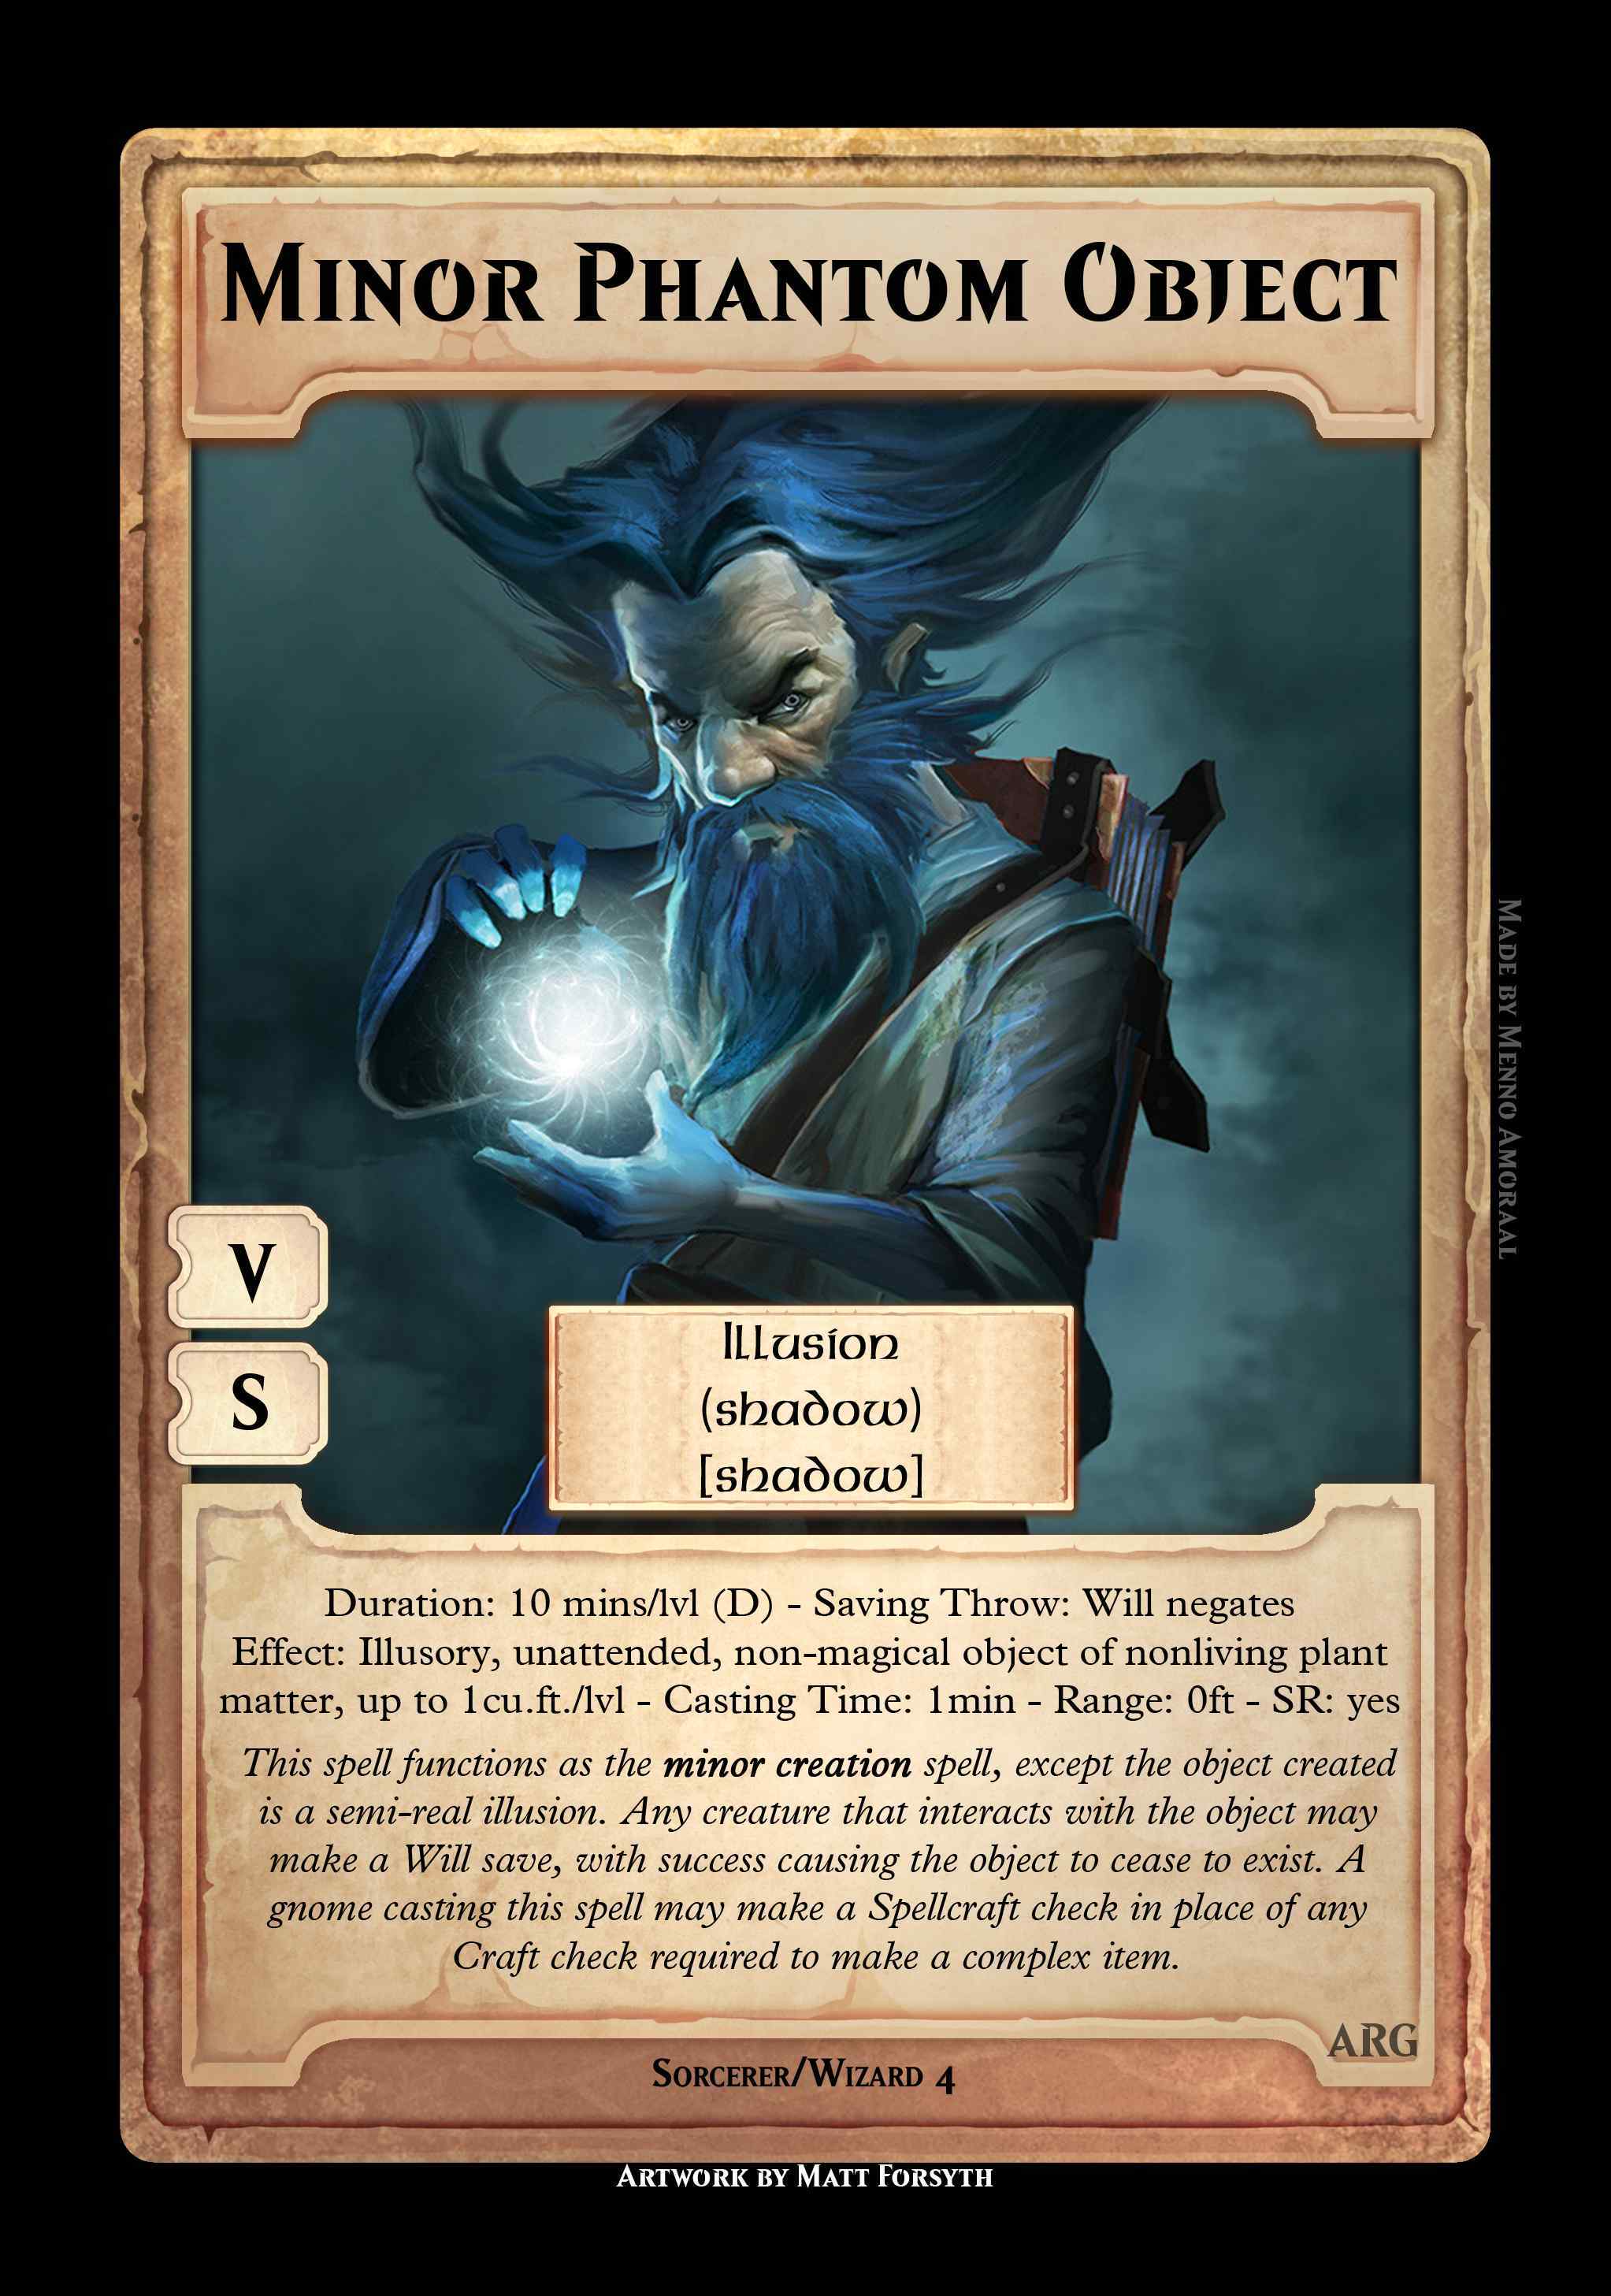 Minor Phantom Object
Made by Menno Amoraal
V
S
Illusion
(shadow)
[shadow]
Duration: 10 mins/lvl (D) - Saving Throw: Will negates
Effect: Illusory, unattended, non-magical object of nonliving plant
matter, up to 1cu.ft./lvl - Casting Time: 1min - Range: 0ft - SR: yes
This spell functions as the minor creation spell, except the object created
is a semi-real illusion. Any creature that interacts with the object may
make a Will save, with success causing the object to cease to exist. A
gnome casting this spell may make a Spellcraft check in place of any
Craft check required to make a complex item.
ARG
Sorcerer/Wizard 4
Artwork by Matt Forsyth